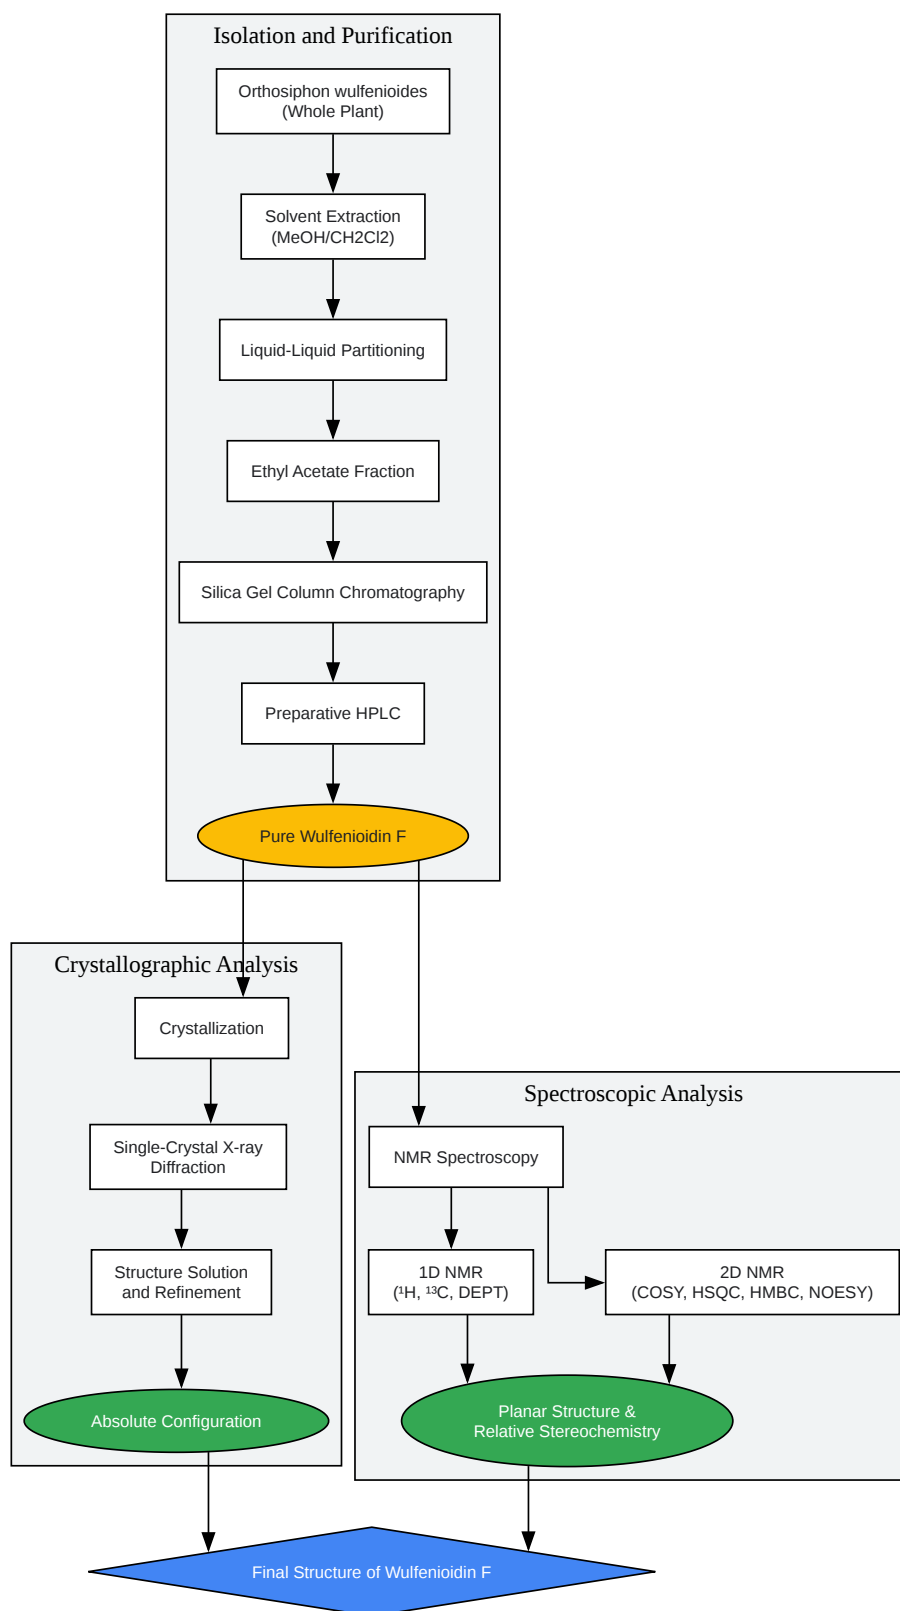 Isolation and Purification
Orthosiphon wulfenioides
(Whole Plant)
Solvent Extraction
(MeOH/CH2Cl2)
Liquid-Liquid Partitioning
Ethyl Acetate Fraction
Silica Gel Column Chromatography
Preparative HPLC
Pure Wulfenioidin F
Crystallographic Analysis
Crystallization
Single-Crystal X-ray
Diffraction
Structure Solution
and Refinement
Absolute Configuration
Spectroscopic Analysis
NMR Spectroscopy
1D NMR
(¹H, ¹³C, DEPT)
2D NMR
(COSY, HSQC, HMBC, NOESY)
Planar Structure &
Relative Stereochemistry
Final Structure of Wulfenioidin F